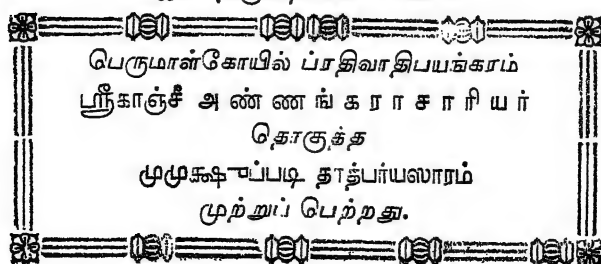 பெருமாள்கோயில் ப்ரதிவாதிபயங்கரம்
ஸ்ரீகாஞ்சீ அண்ணங்கராசாரியர்
தொகுத்த
முமுக்ஷுப்படி தாத்பர்யஸாரம்
முற்றுப் பெற்றது.